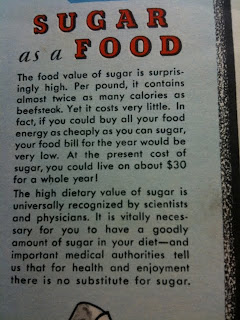 SUGAR
as a FOOD
The food value of sugar is surpris-
ingly high. Per pound, it contains
almost twice as many calories as
beefsteak. Yet it costs very little. In
fact, if you could buy all your food
energy as cheaply as you can sugar,
your food bill for the year would be
very low. At the present cost of
sugar, you could live on about $30
for a whole year!
The high dietary value of sugar is
universally recognized by scientists
and physicians. It is vitally neces-
sary for you to have a goodly
amount of sugar in your diet—and
important medical authorities tell
us that for health and enjoyment
there is no substitute for sugar.